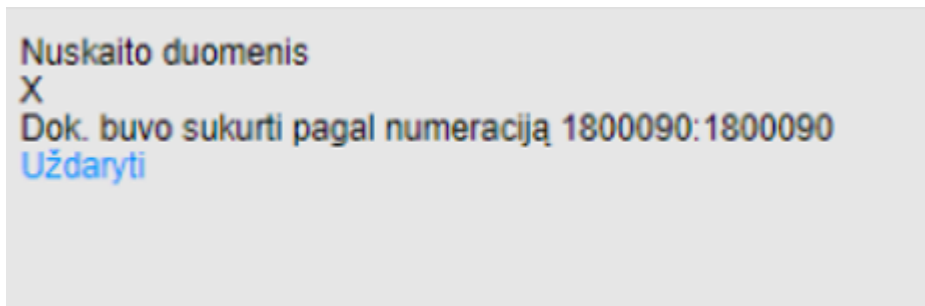 Nuskaito duomenis
X
Dok. buvo sukurti pagal numeraciją 1800090:1800090
Uždaryti